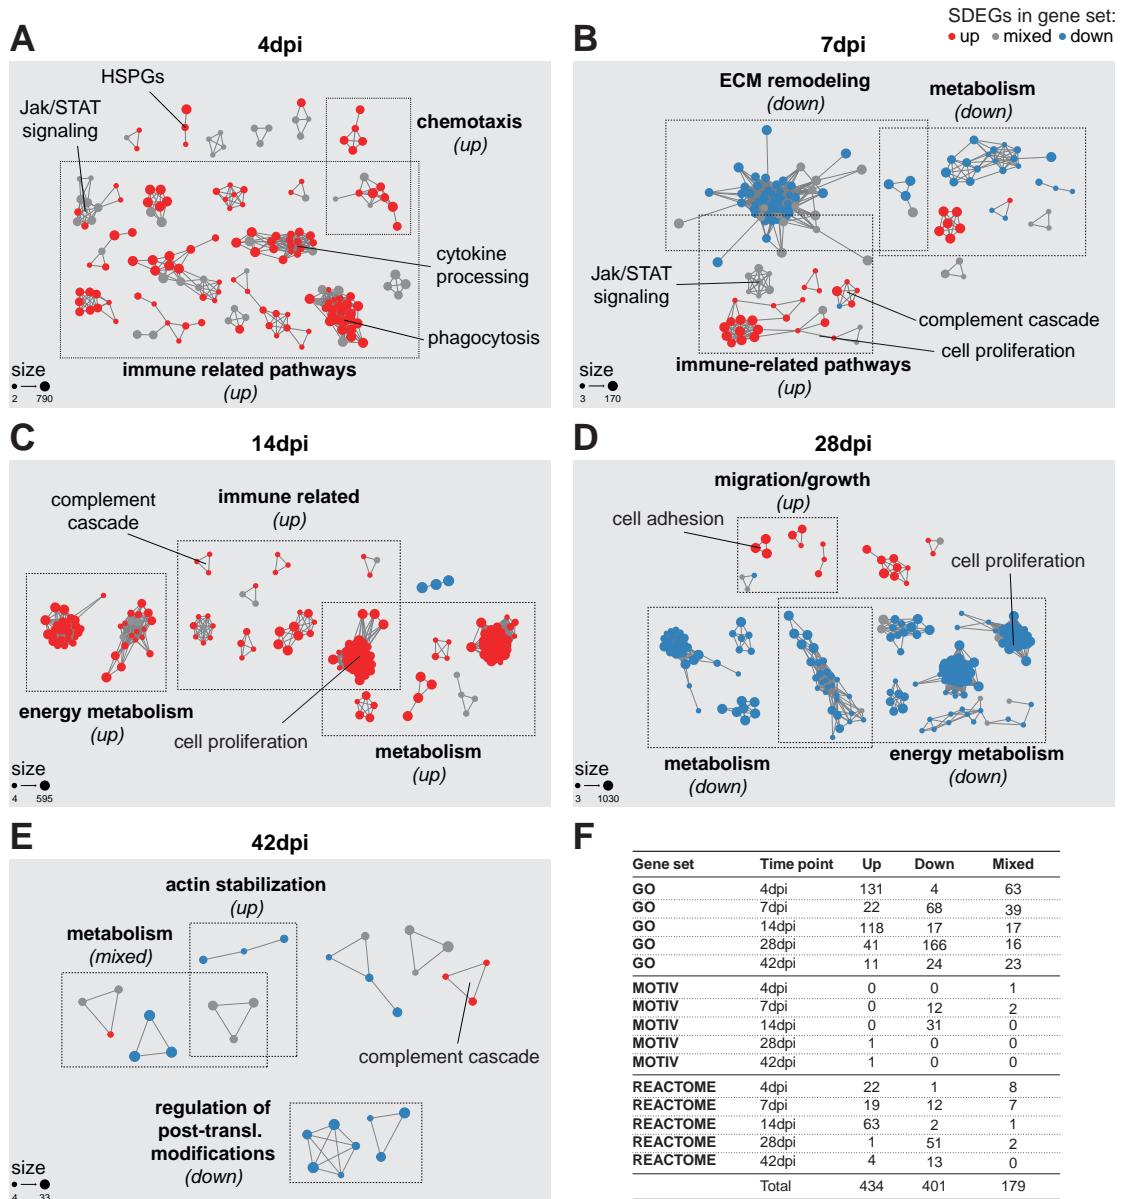 SDEGs in gene set:
up mixed down
A
4dpi
HSPGs
Jak/STAT
signaling
chemotaxis
(up)
cytokine
processing
phagocytosis
immune related pathways
(up)
size
2 790
B
7dpi
ECM remodeling
(down)
metabolism
(down)
Jak/STAT
signaling
complement cascade
cell proliferation
immune-related pathways
(up)
size
3 170
C
14dpi
complement
cascade
immune related
(up)
energy metabolism
(up)
cell proliferation
metabolism
(up)
size
4 595
D
28dpi
migration/growth
(up)
cell adhesion
cell proliferation
metabolism
(down)
energy metabolism
(down)
size
3 1030
E
42dpi
actin stabilization
(up)
metabolism
(mixed)
complement cascade
regulation of
post-transl.
modifications
(down)
size
4 33
F
Gene set Time point Up Down Mixed
GO 4dpi 131 4 63
GO 7dpi 22 68 39
GO 14dpi 118 17 17
GO 28dpi 41 166 16
GO 42dpi 11 24 23
MOTIV 4dpi 0 0 1
MOTIV 7dpi 0 12 2
MOTIV 14dpi 0 31 0
MOTIV 28dpi 1 0 0
MOTIV 42dpi 1 0 0
REACTOME 4dpi 22 1 8
REACTOME 7dpi 19 12 7
REACTOME 14dpi 63 2 1
REACTOME 28dpi 1 51 2
REACTOME 42dpi 4 13 0
Total 434 401 179